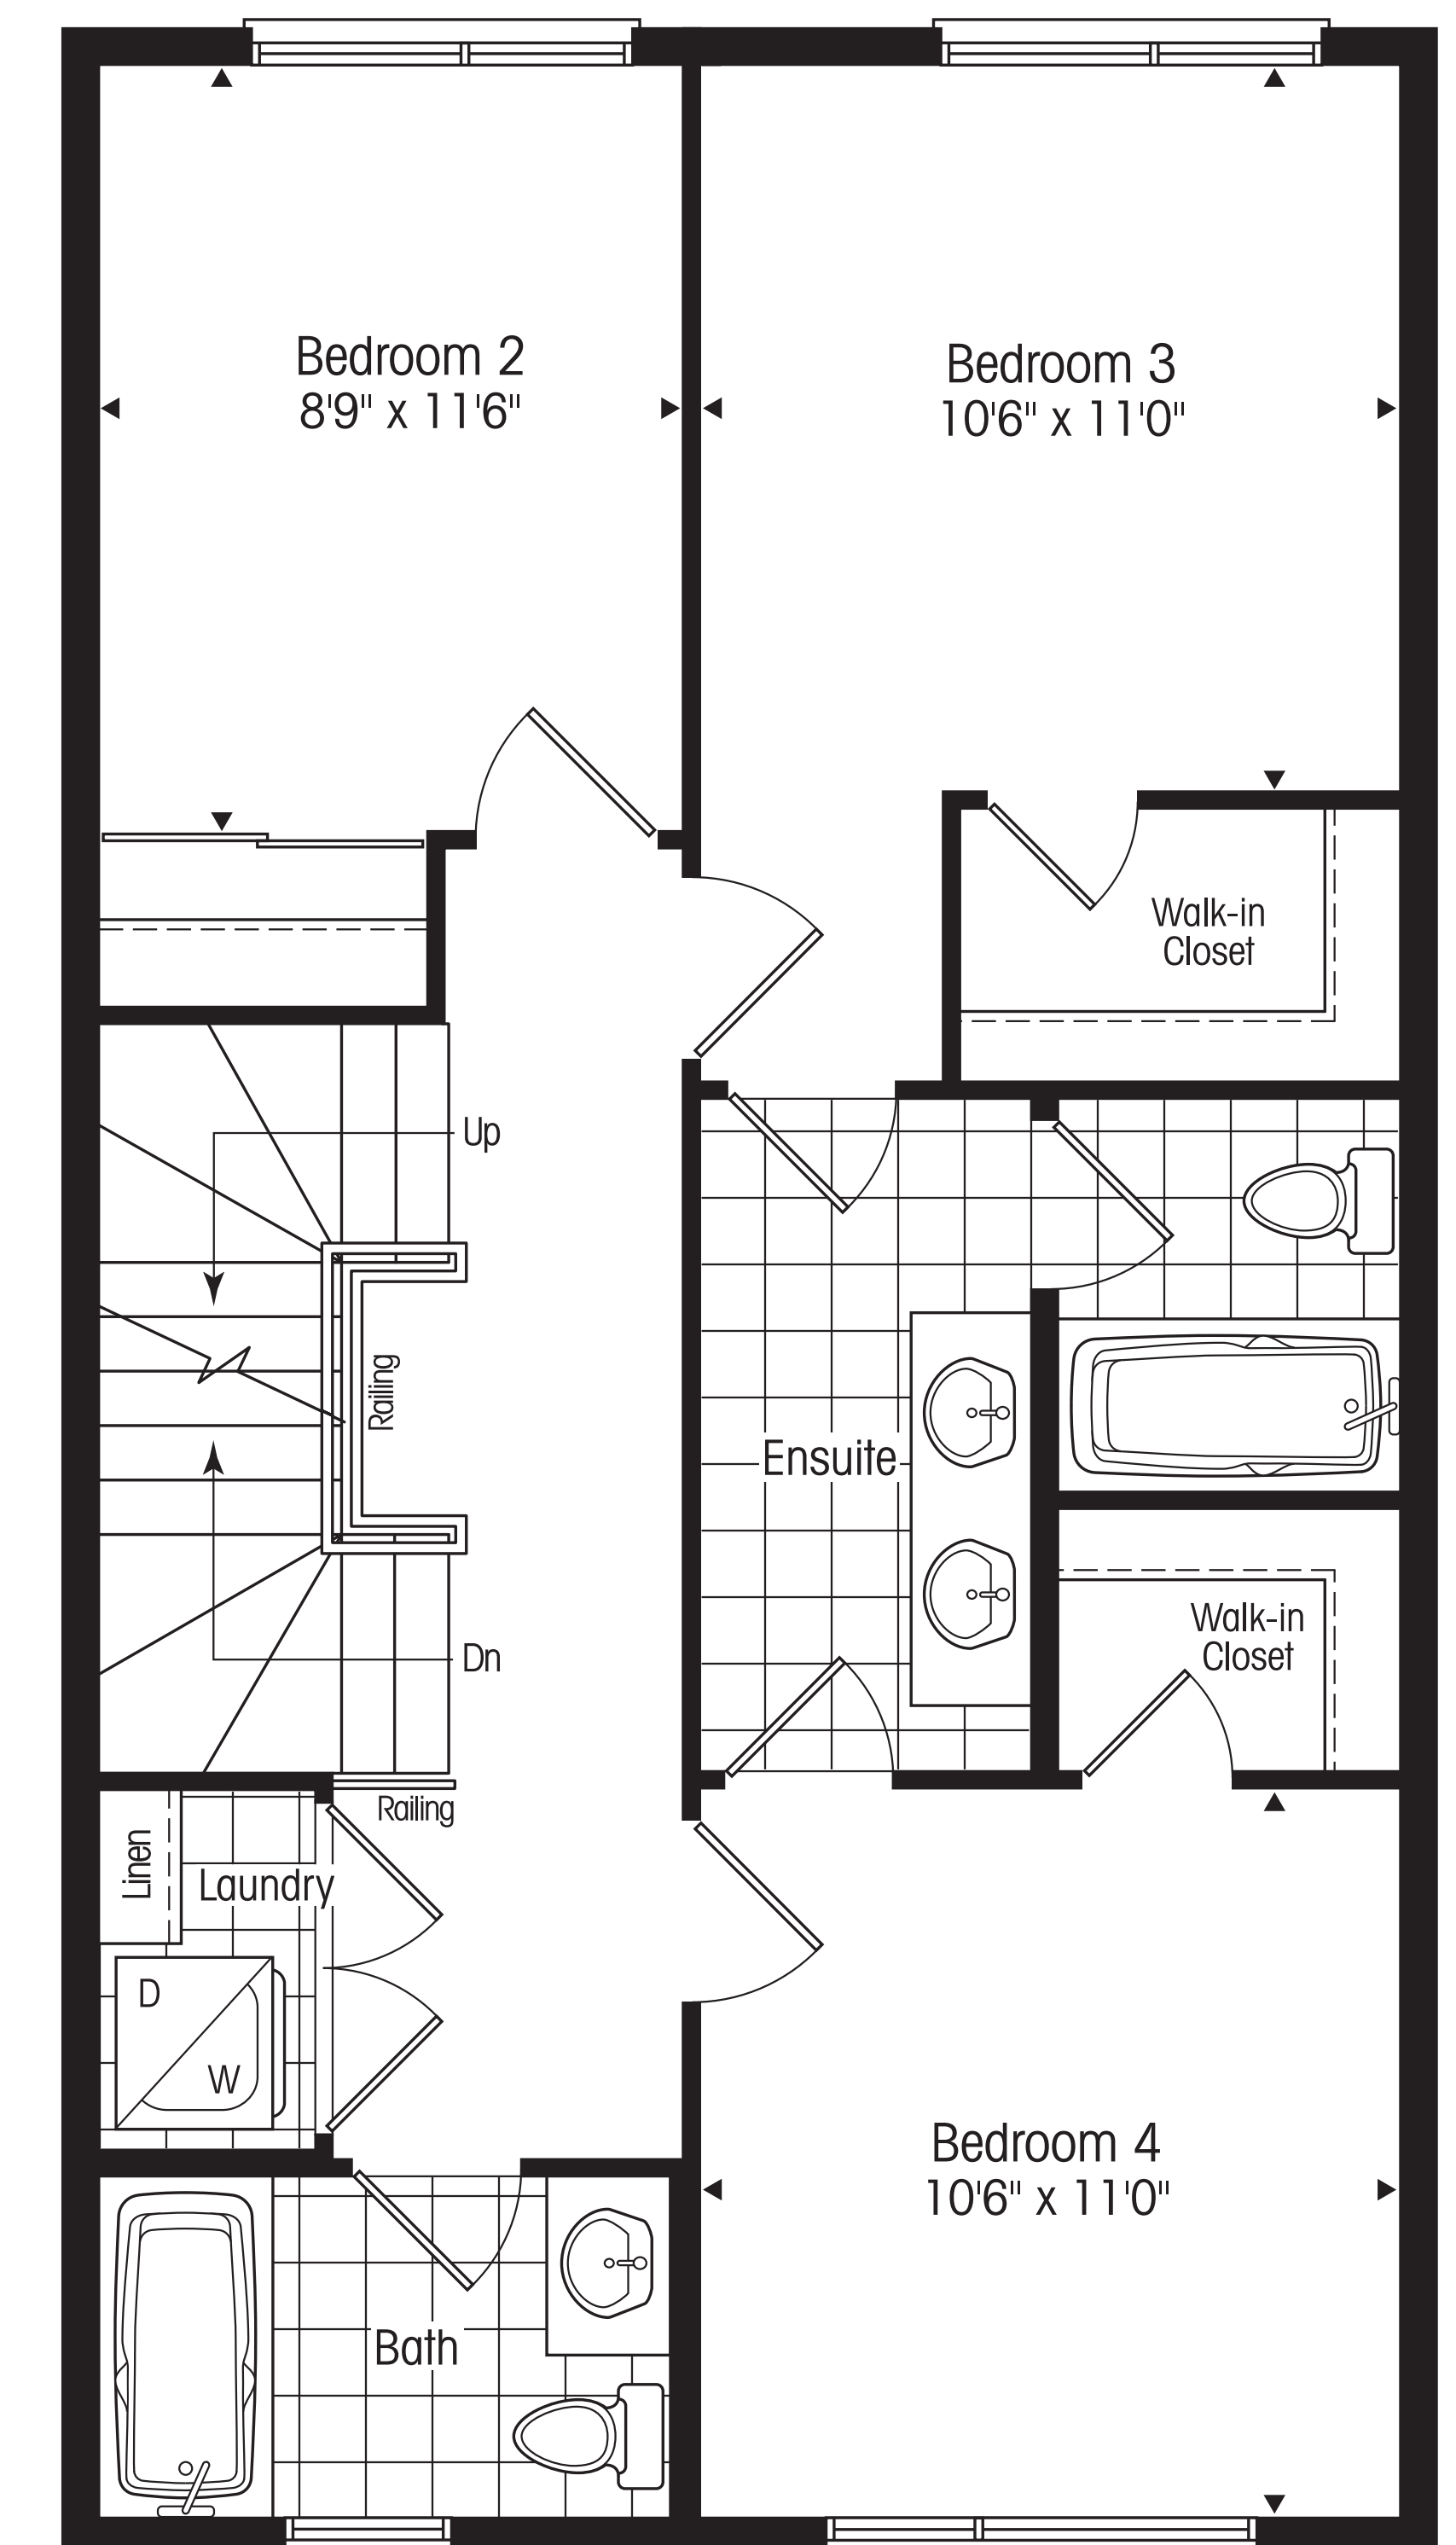 Bedroom 2
8'9" x 11'6"
Bedroom 3
10'6" x 11'0"
Walk-in
Closet
Up
Railing
Ensuite
Walk-in
Closet
Dn
Railing
Linen
Laundry
D
W
Bedroom 4
10'6" x 11'0"
Bath